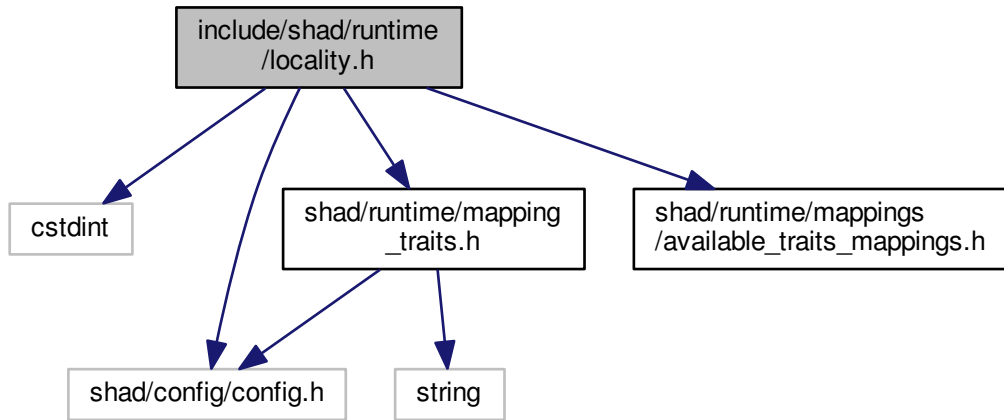 include/shad/runtime
/locality.h
cstdint
shad/runtime/mapping
_traits.h
shad/runtime/mappings
/available_traits_mappings.h
shad/config/config.h
string